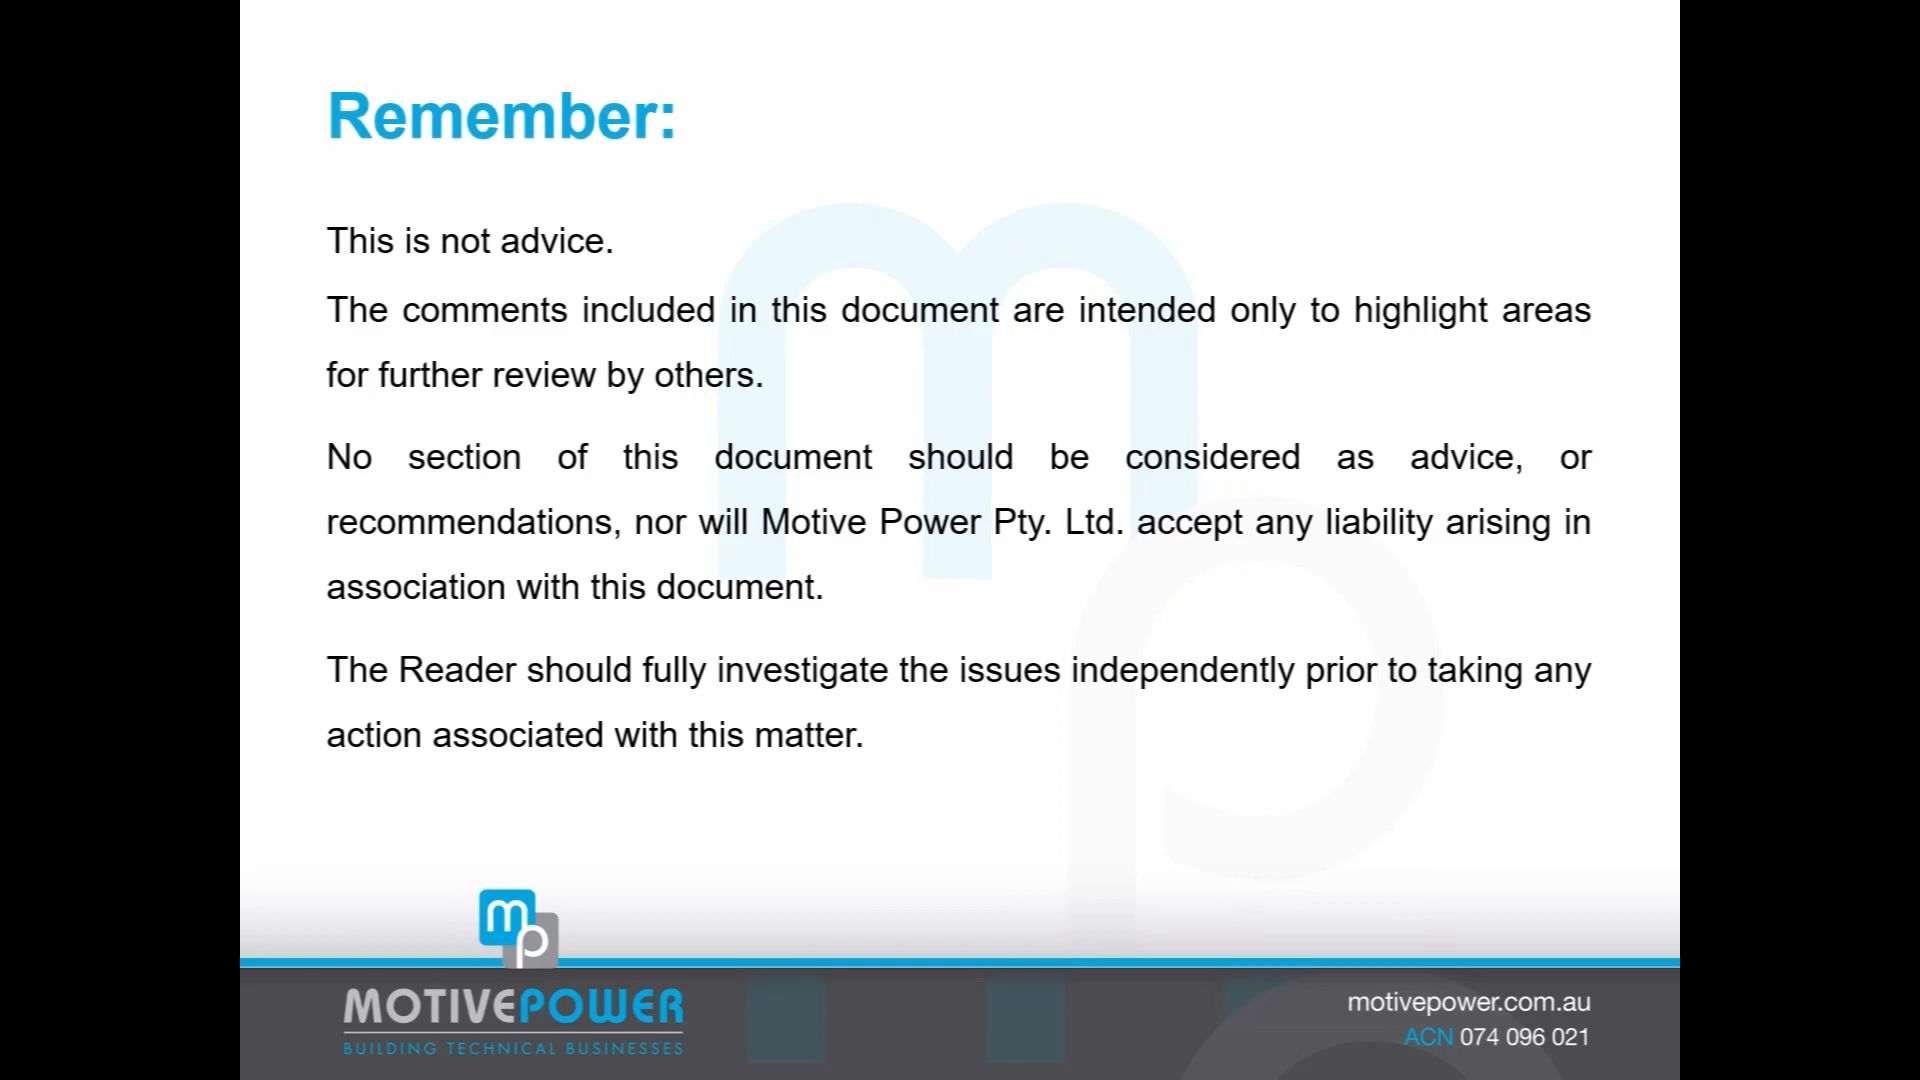 Remember:
This is not advice.
The comments included in this document are intended only to highlight areas
for further review by others.
No section of this document should be considered as advice, or
recommendations, nor will Motive Power Pty. Ltd. accept any liability arising in
association with this document.
The Reader should fully investigate the issues independently prior to taking any
action associated with this matter.
mp
MOTIVEPOWER
BUILDING TECHNICAL BUSINESSES
motivepower.com.au
ACN 074 096 021